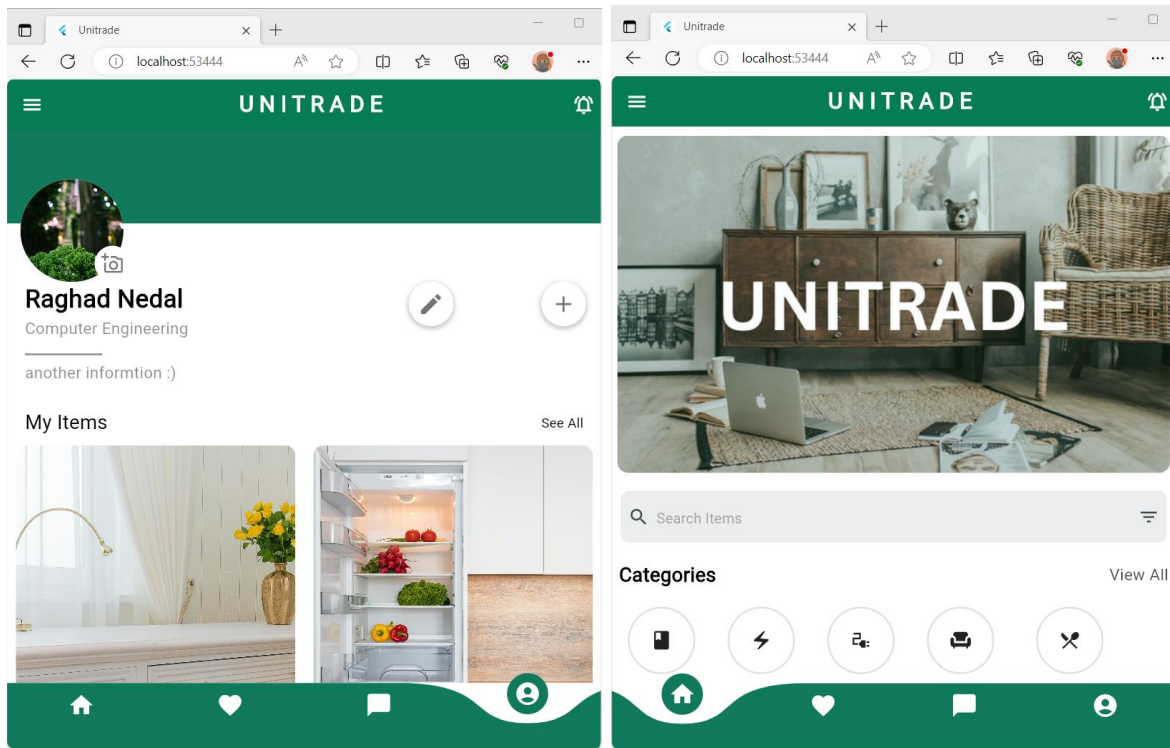 Unitrade
localhost:53444
UNITRADE
Raghad Nedal
Computer Engineering
another informtion :)
My Items
See All
Unitrade
localhost:53444
UNITRADE
UNITRADE
Search Items
Categories
View All